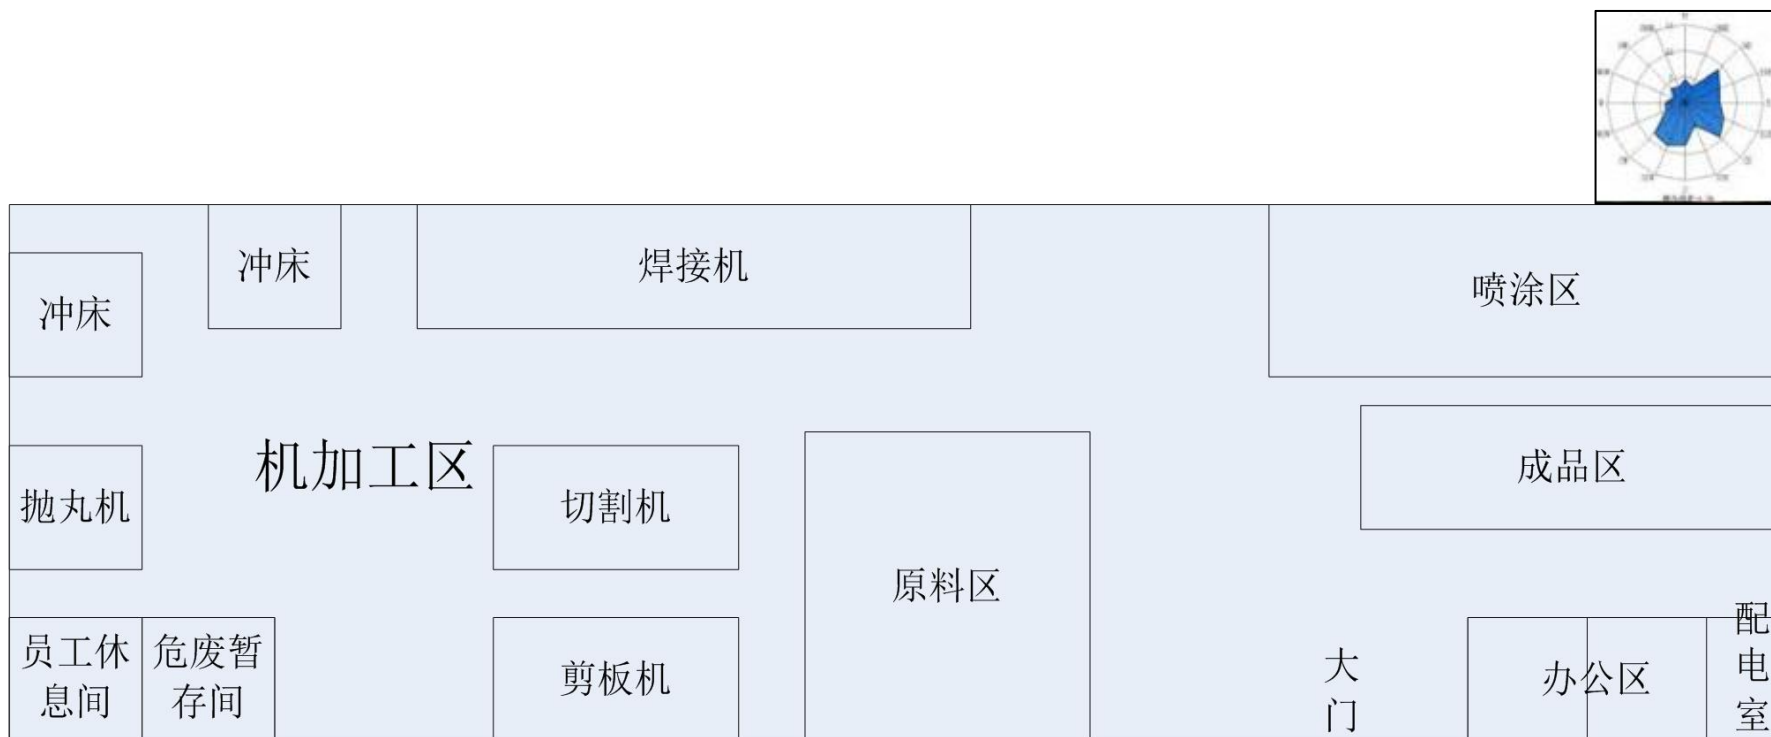 冲床
焊接机
喷涂区
冲床
机加工区
成品区
抛丸机
切割机
原料区
员工休
息间
危废暂
存间
剪板机
大
门
办公区
配
电
室